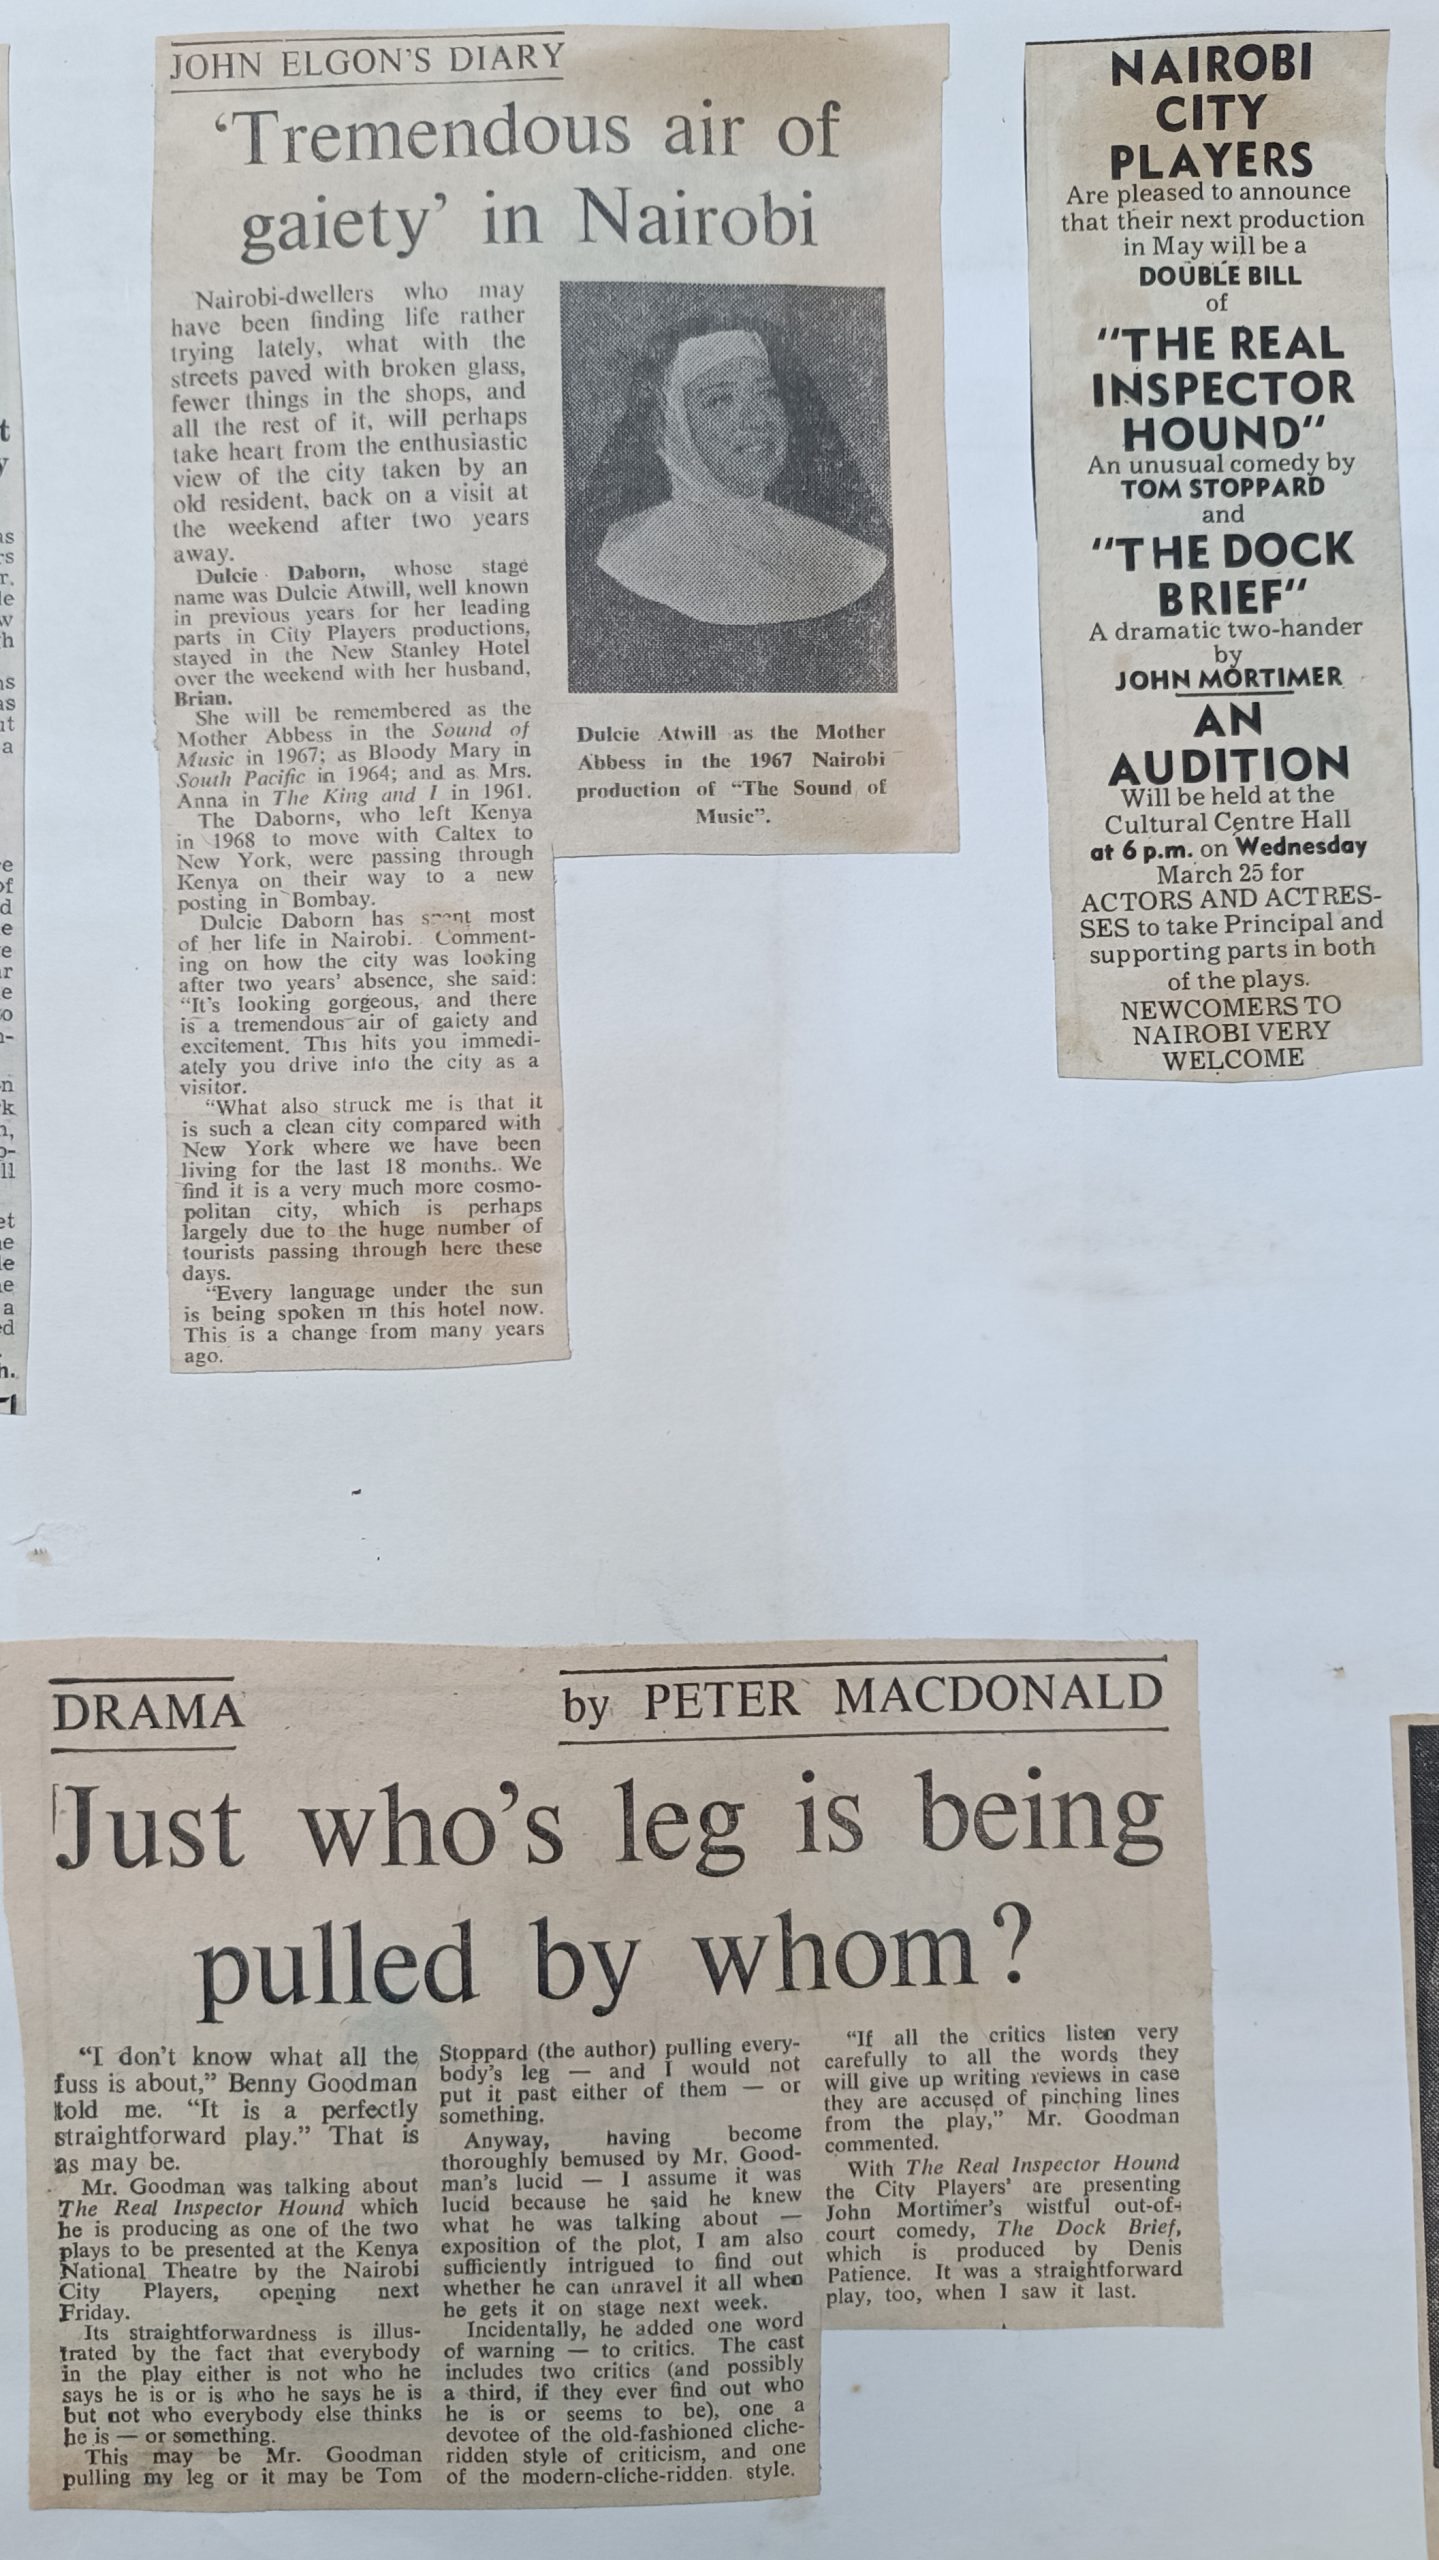 JOHN ELGON'S DIARY
'Tremendous air of
gaiety' in Nairobi
Nairobi-dwellers who may
have been finding life rather
trying lately, what with the
streets paved with broken glass,
fewer things in the shops, and
all the rest of it, will perhaps
take heart from the enthusiastic
view of the city taken by an
old resident, back on a visit at
the weekend after two years
away.
Dulcie Daborn, whose stage
name was Dulcie Atwill, well known
in previous years for her leading
parts in City Players productions,
stayed in the New Stanley Hotel
over the weekend with her husband,
Brian.
She will be remembered as the
Mother Abbess in the Sound of
Music in 1967; as Bloody Mary in
South Pacific in 1964; and as Mrs.
Anna in The King and I in 1961.
The Daborns, who left Kenya
in 1968 to move with Caltex to
New York, were passing through
Kenya on their way to a new
posting in Bombay.
Dulcie Daborn has spent most
of her life in Nairobi. Comment-
ing on how the city was looking
after two years' absence, she said:
"It's looking gorgeous, and there
is a tremendous air of gaiety and
excitement. This hits you immedi-
ately you drive into the city as a
visitor.
"What also struck me is that it
is such a clean city compared with
New York where we have been
living for the last 18 months. We
find it is a very much more cosmo-
politan city, which is perhaps
largely due to the huge number of
tourists passing through here these
days.
"Every language under the sun
is being spoken in this hotel now.
This is a change from many years
ago.
Dulcie Atwill as the Mother
Abbess in the 1967 Nairobi
production of "The Sound of
Music".
NAIROBI
CITY
PLAYERS
Are pleased to announce
that their next production
in May will be a
DOUBLE BILL
of
"THE REAL
INSPECTOR
HOUND"
An unusual comedy by
TOM STOPPARD
and
"THE DOCK
BRIEF"
A dramatic two-hander
by
JOHN MORTIMER
AN
AUDITION
Will be held at the
Cultural Centre Hall
at 6 p.m. on Wednesday
March 25 for
ACTORS AND ACTRES-
SES to take Principal and
supporting parts in both
of the plays.
NEWCOMERS TO
NAIROBI VERY
WELCOME
DRAMA
by PETER MACDONALD
Just who's leg is being
pulled by whom?
"I don't know what all the
fuss is about," Benny Goodman
told me. "It is a perfectly
straightforward play." That is
as may be.
Mr. Goodman was talking about
The Real Inspector Hound which
he is producing as one of the two
plays to be presented at the Kenya
National Theatre by the Nairobi
City Players, opening next
Friday.
Its straightforwardness is illus-
trated by the fact that everybody
in the play either is not who he
says he is or is who he says he is
but not who everybody else thinks
he is — or something.
This may be Mr. Goodman
pulling my leg or it may be Tom
Stoppard (the author) pulling every-
body's leg — and I would not
put it past either of them — or
something.
Anyway, having become
thoroughly bemused by Mr. Good-
man's lucid — I assume it was
lucid because he said he knew
what he was talking about —
exposition of the plot, I am also
sufficiently intrigued to find out
whether he can unravel it all when
he gets it on stage next week.
Incidentally, he added one word
of warning — to critics. The cast
includes two critics (and possibly
a third, if they ever find out who
he is or seems to be), one a
devotee of the old-fashioned cliche-
ridden style of criticism, and one
of the modern-cliche-ridden style.
"If all the critics listen very
carefully to all the words they
will give up writing reviews in case
they are accused of pinching lines
from the play," Mr. Goodman
commented.
With The Real Inspector Hound
the City Players' are presenting
John Mortimer's wistful out-of-
court comedy, The Dock Brief,
which is produced by Denis
Patience. It was a straightforward
play, too, when I saw it last.